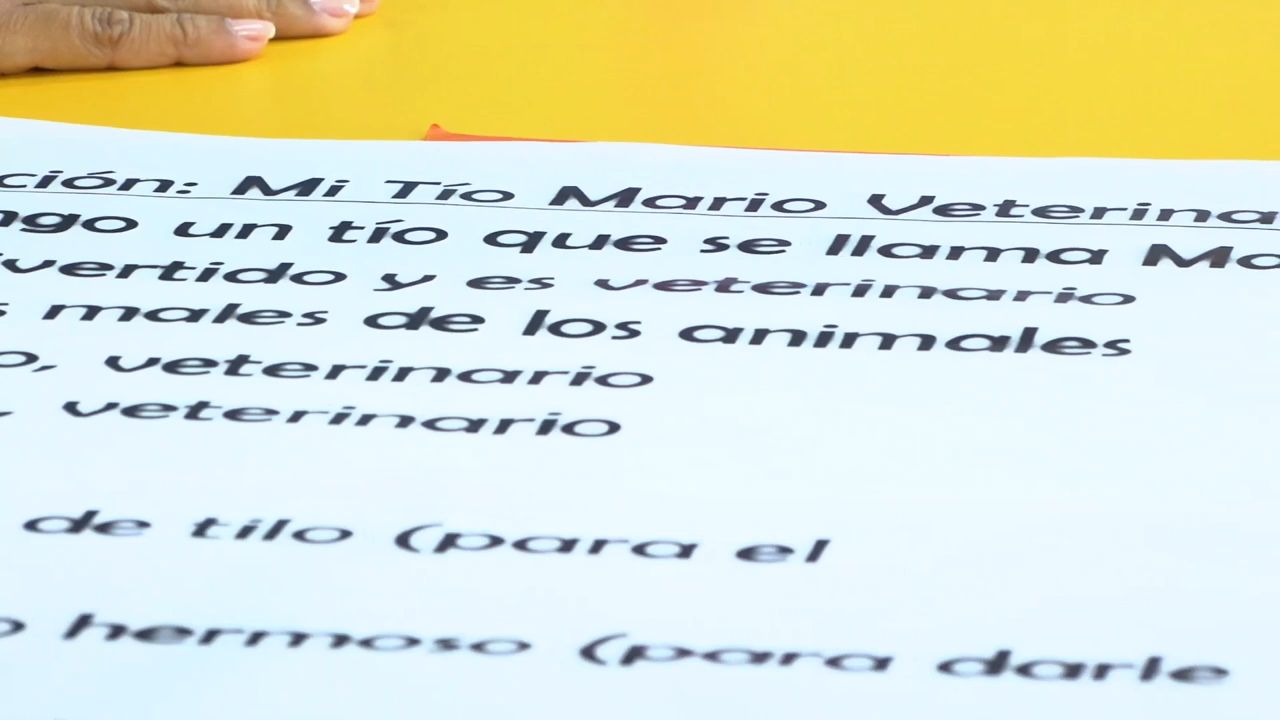 ción: Mi Tío Mario Veterina
ngo un tío que se llama Ma
ivertido y es veterinario
s males de los animales
o, veterinario
, veterinario
de tilo (para el
o hermoso (para darle